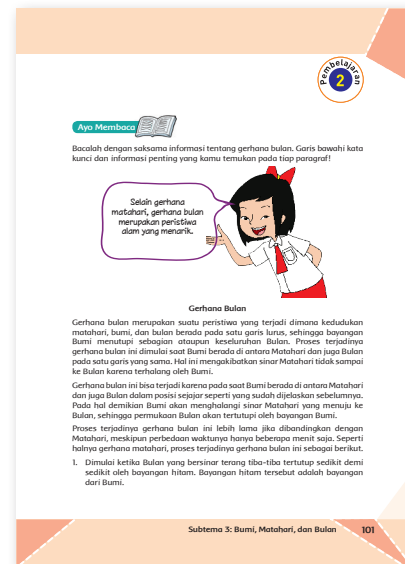 Pembelajaran
2
Ayo Membaca
Bacalah dengan saksama informasi tentang gerhana bulan. Garis bawahi kata
kunci dan informasi penting yang kamu temukan pada tiap paragraf!
Selain gerhana
matahari, gerhana bulan
merupakan peristiwa
alam yang menarik.
Gerhana Bulan
Gerhana bulan merupakan suatu peristiwa yang terjadi dimana kedudukan
matahari, bumi, dan bulan berada pada satu garis lurus, sehingga bayangan
Bumi menutupi sebagian ataupun keseluruhan Bulan. Proses terjadinya
gerhana bulan ini dimulai saat Bumi berada di antara Matahari dan juga Bulan
pada satu garis yang sama. Hal ini mengakibatkan sinar Matahari tidak sampai
ke Bulan karena terhalang oleh Bumi.
Gerhana bulan ini bisa terjadi karena pada saat Bumi berada di antara Matahari
dan juga Bulan dalam posisi sejajar seperti yang sudah dijelaskan sebelumnya.
Pada hal demikian Bumi akan menghalangi sinar Matahari yang menuju ke
Bulan, sehingga permukaan Bulan akan tertutupi oleh bayangan Bumi.
Proses terjadinya gerhana bulan ini lebih lama jika dibandingkan dengan
Matahari, meskipun perbedaan waktunya hanya beberapa menit saja. Seperti
halnya gerhana matahari, proses terjadinya gerhana bulan ini sebagai berikut.
1. Dimulai ketika Bulan yang bersinar terang tiba-tiba tertutup sedikit demi
sedikit oleh bayangan hitam. Bayangan hitam tersebut adalah bayangan
dari Bumi.
Subtema 3: Bumi, Matahari, dan Bulan 101